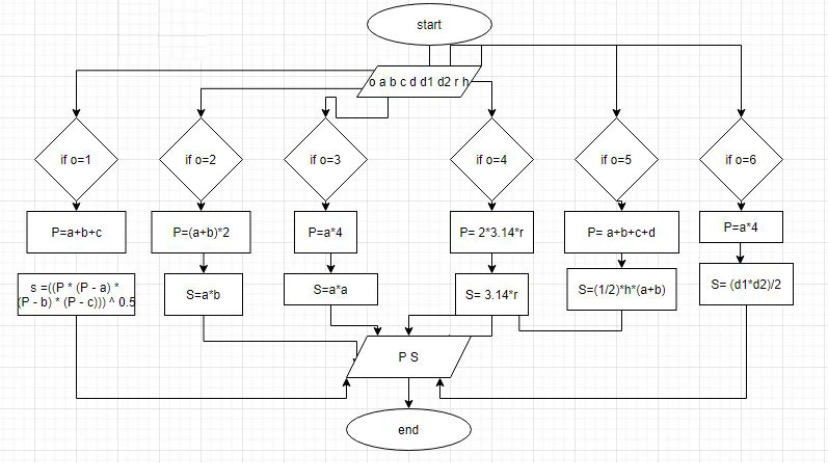 start
o a b c d d1 d2 r h
if o=1
if o=2
if o=3
if o=4
if o=5
if o=6
P=a+b+c
P=(a+b)*2
P=a*4
P= 2*3.14*r
P= a+b+c+d
P=a*4
s =((P * (P - a) *
(P - b) * (P - c))) ^ 0.5
S=a*b
S=a*a
S= 3.14*r
S=(1/2)*h*(a+b)
S= (d1*d2)/2
P S
end